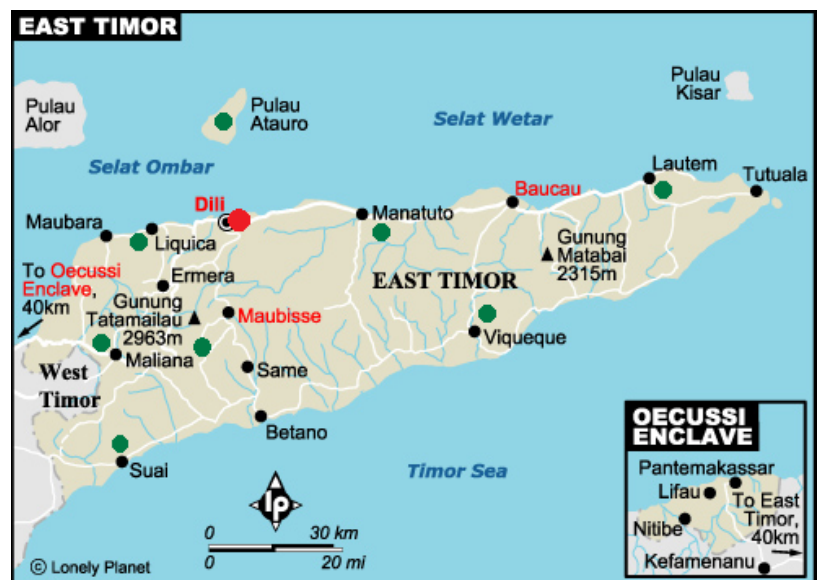 EAST TIMOR
Pulau
Alor
Pulau
Atauro
Pulau
Kisar
Selat Wetar
Selat Ombar
Lautem
Tutuala
Dili
Baucau
Maubara
Liquica
Manatuto
Gunung
Matabai
2315m
To Oecussi
Enclave,
40km
Ermera
EAST TIMOR
Gunung
Tatamailau
2963m
Maubisse
Viqueque
West
Timor
Maliana
Same
Betano
Suai
Timor Sea
lp
0 30 km
0 20 mi
© Lonely Planet
OECUSSI
ENCLAVE
Pantemakassar
Lifau
To East
Timor,
40km
Nitibe
Kefamenanu